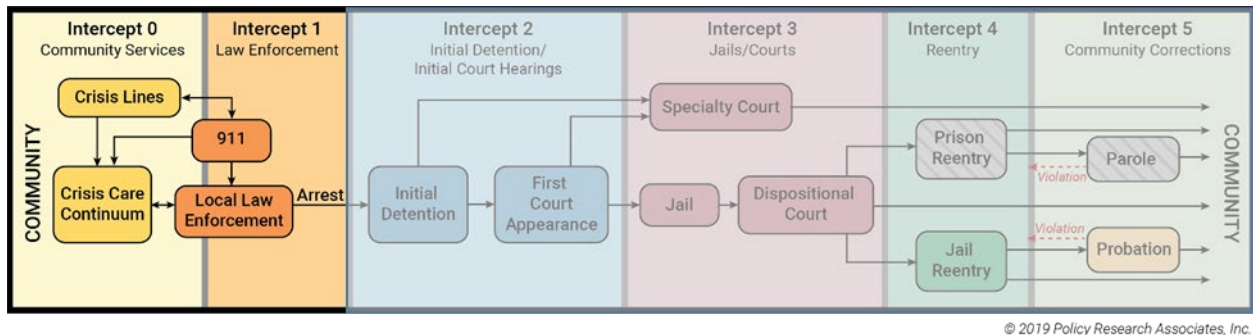 Intercept 0
Community Services
Intercept 1
Law Enforcement
Intercept 2
Initial Detention/
Initial Court Hearings
Intercept 3
Jails/Courts
Intercept 4
Reentry
Intercept 5
Community Corrections
COMMUNITY
Crisis Lines
911
Crisis Care
Continuum
Local Law
Enforcement
Arrest
Initial
Detention
First
Court
Appearance
Specialty Court
Jail
Dispositional
Court
Prison
Reentry
Parole
Violation
Jail
Reentry
Violation
Probation
COMMUNITY
© 2019 Policy Research Associates, Inc.